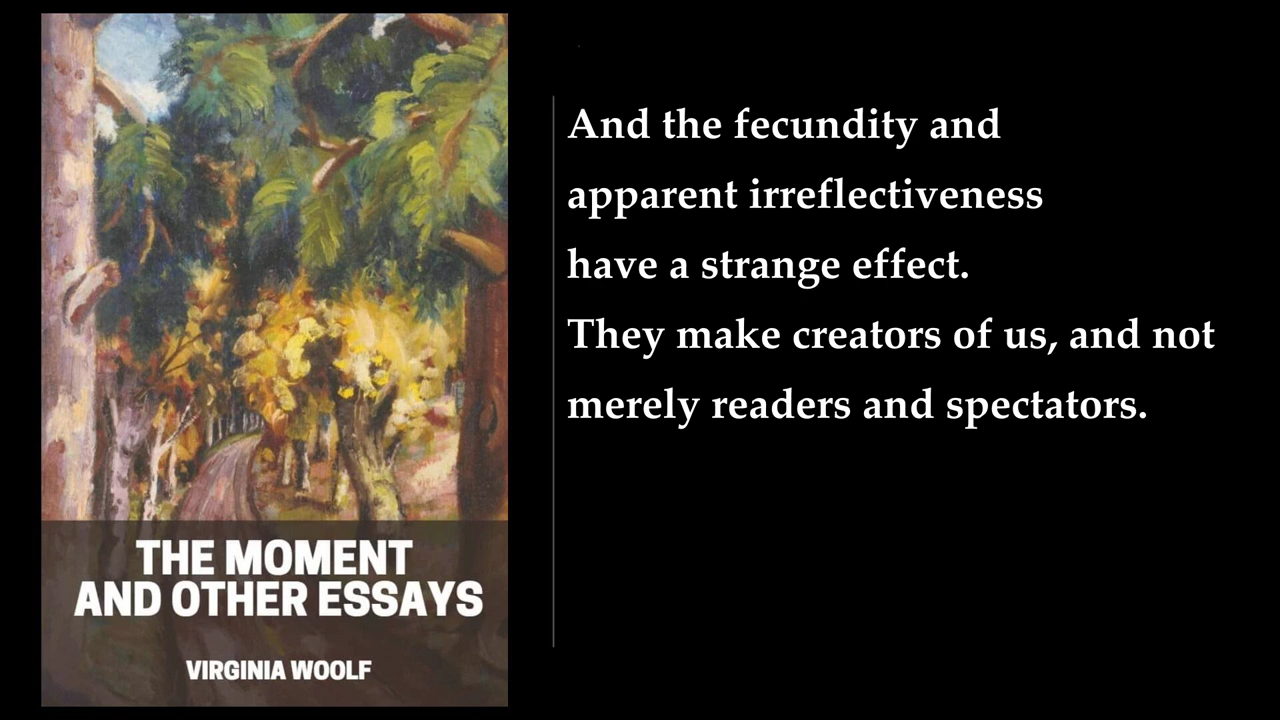 THE MOMENT
AND OTHER ESSAYS
VIRGINIA WOOLF
And the fecundity and
apparent irreflectiveness
have a strange effect.
They make creators of us, and not
merely readers and spectators.